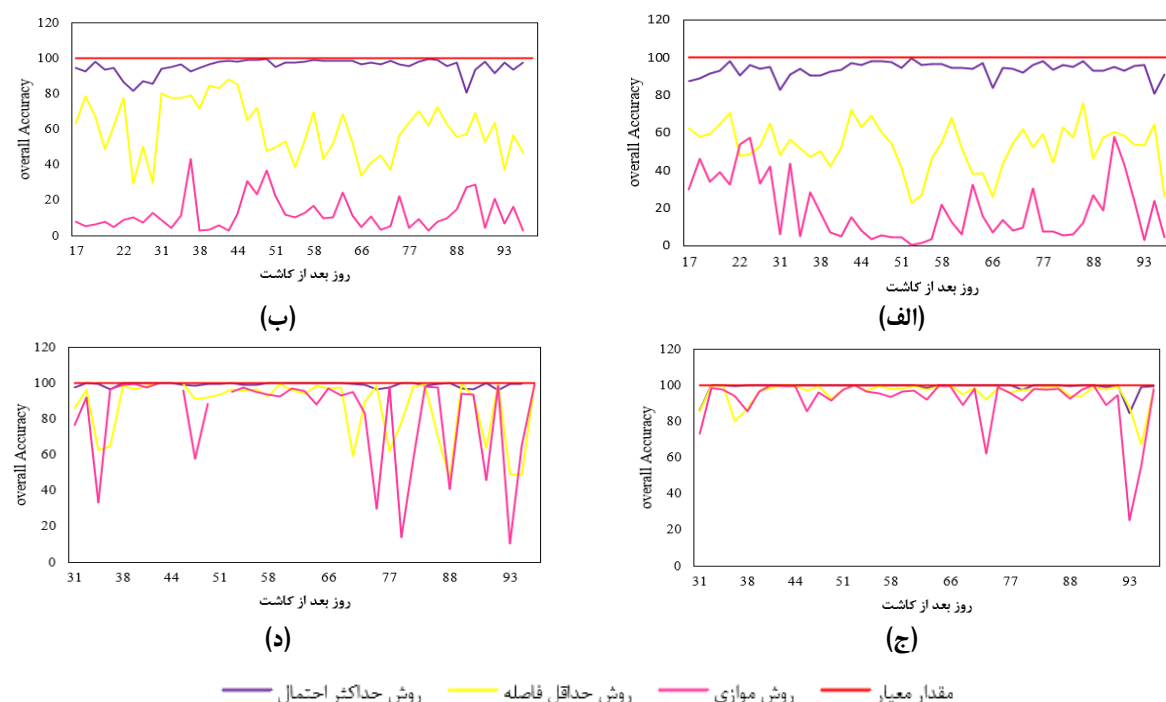 120
100
80
60
40
20
0
overall Accuracy
17 22 31 38 44 51 58 66 77 88 93
روز بعد از کاشت
(الف)
120
100
80
60
40
20
0
overall Accuracy
17 22 31 38 44 51 58 66 77 88 93
روز بعد از کاشت
(ب)
120
100
80
60
40
20
0
overall Accuracy
31 38 44 51 58 66 77 88 93
روز بعد از کاشت
(ج)
120
100
80
60
40
20
0
overall Accuracy
31 38 44 51 58 66 77 88 93
روز بعد از کاشت
(د)
مقدار معیار روش موازی روش حداقل فاصله روش حداکثر احتمال